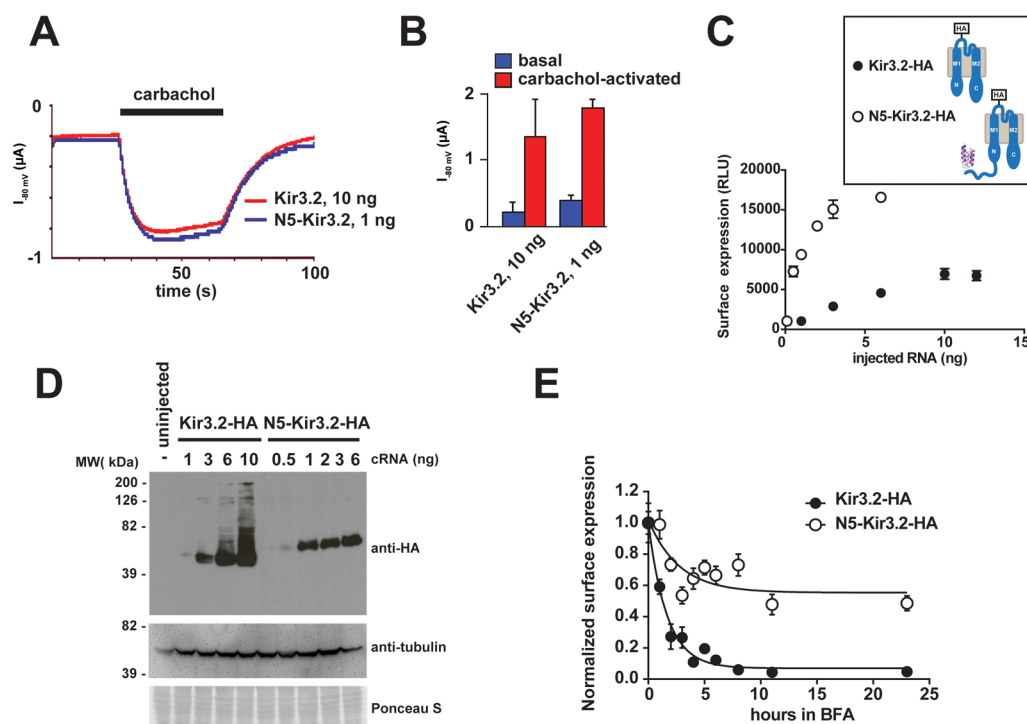 A
carbachol
0
-1
I-80 mV (µA)
Kir3.2, 10 ng
N5-Kir3.2, 1 ng
50
100
time (s)
B
basal
carbachol-activated
2
1
0
I-80 mV (µA)
Kir3.2, 10 ng
N5-Kir3.2, 1 ng
C
Kir3.2-HA
HA
M1
M2
N
C
N5-Kir3.2-HA
HA
M1
M2
N
C
Surface expression (RLU)
20000
15000
10000
5000
0
0
5
10
15
injected RNA (ng)
D
uninjected
Kir3.2-HA
N5-Kir3.2-HA
MW( kDa)
- 1 3 6 10 0.5 1 2 3 6 cRNA (ng)
200 -
126 -
82 -
39 -
anti-HA
82 -
39 -
anti-tubulin
Ponceau S
E
Normalized surface expression
1.2
1.0
0.8
0.6
0.4
0.2
0.0
Kir3.2-HA
N5-Kir3.2-HA
0 5 10 15 20 25
hours in BFA